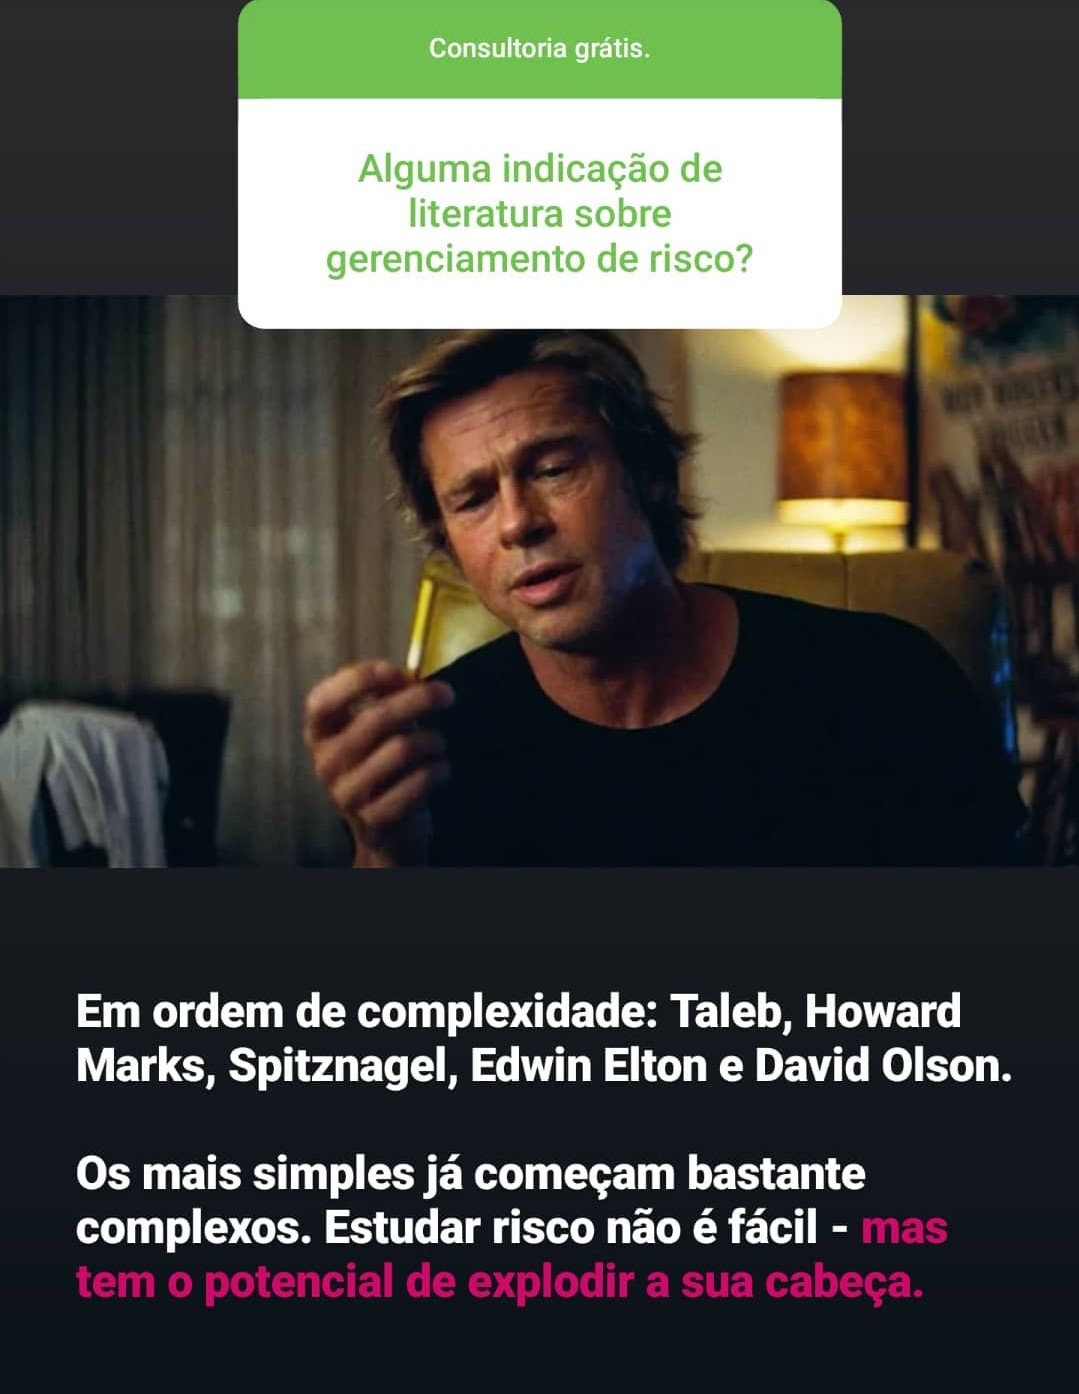 Consultoria grátis.
Alguma indicação de
literatura sobre
gerenciamento de risco?
Em ordem de complexidade: Taleb, Howard
Marks, Spitznagel, Edwin Elton e David Olson.
Os mais simples já começam bastante
complexos. Estudar risco não é fácil - mas
tem o potencial de explodir a sua cabeça.